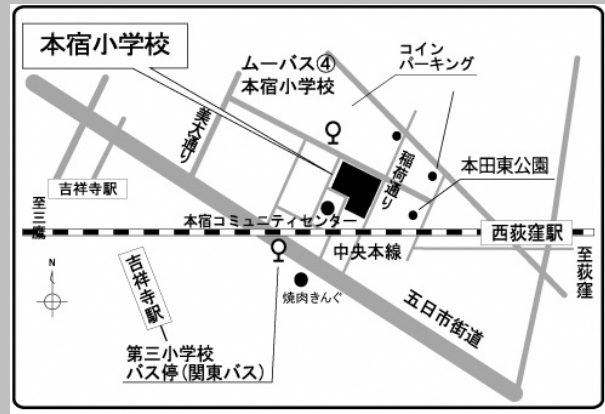 本宿小学校
ムーバス④
本宿小学校
コイン
パーキング
美大通り
稲荷通り
本田東公園
吉祥寺駅
至三鷹
本宿コミュニティセンター
西荻窪駅
至荻窪
中央本線
N
吉祥寺駅
焼肉きんぐ
五日市街道
第三小学校
バス停(関東バス)